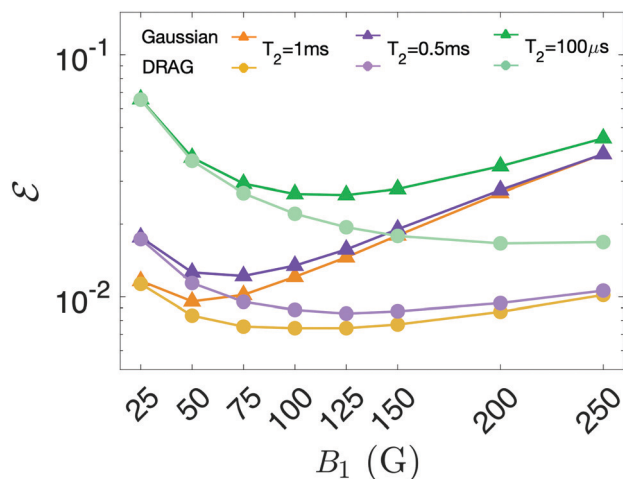 Gaussian T₂=1ms T₂=0.5ms T₂=100μs
DRAG
10⁻¹
ℰ
10⁻²
25 50 75 100 125 150 200 250
B₁ (G)